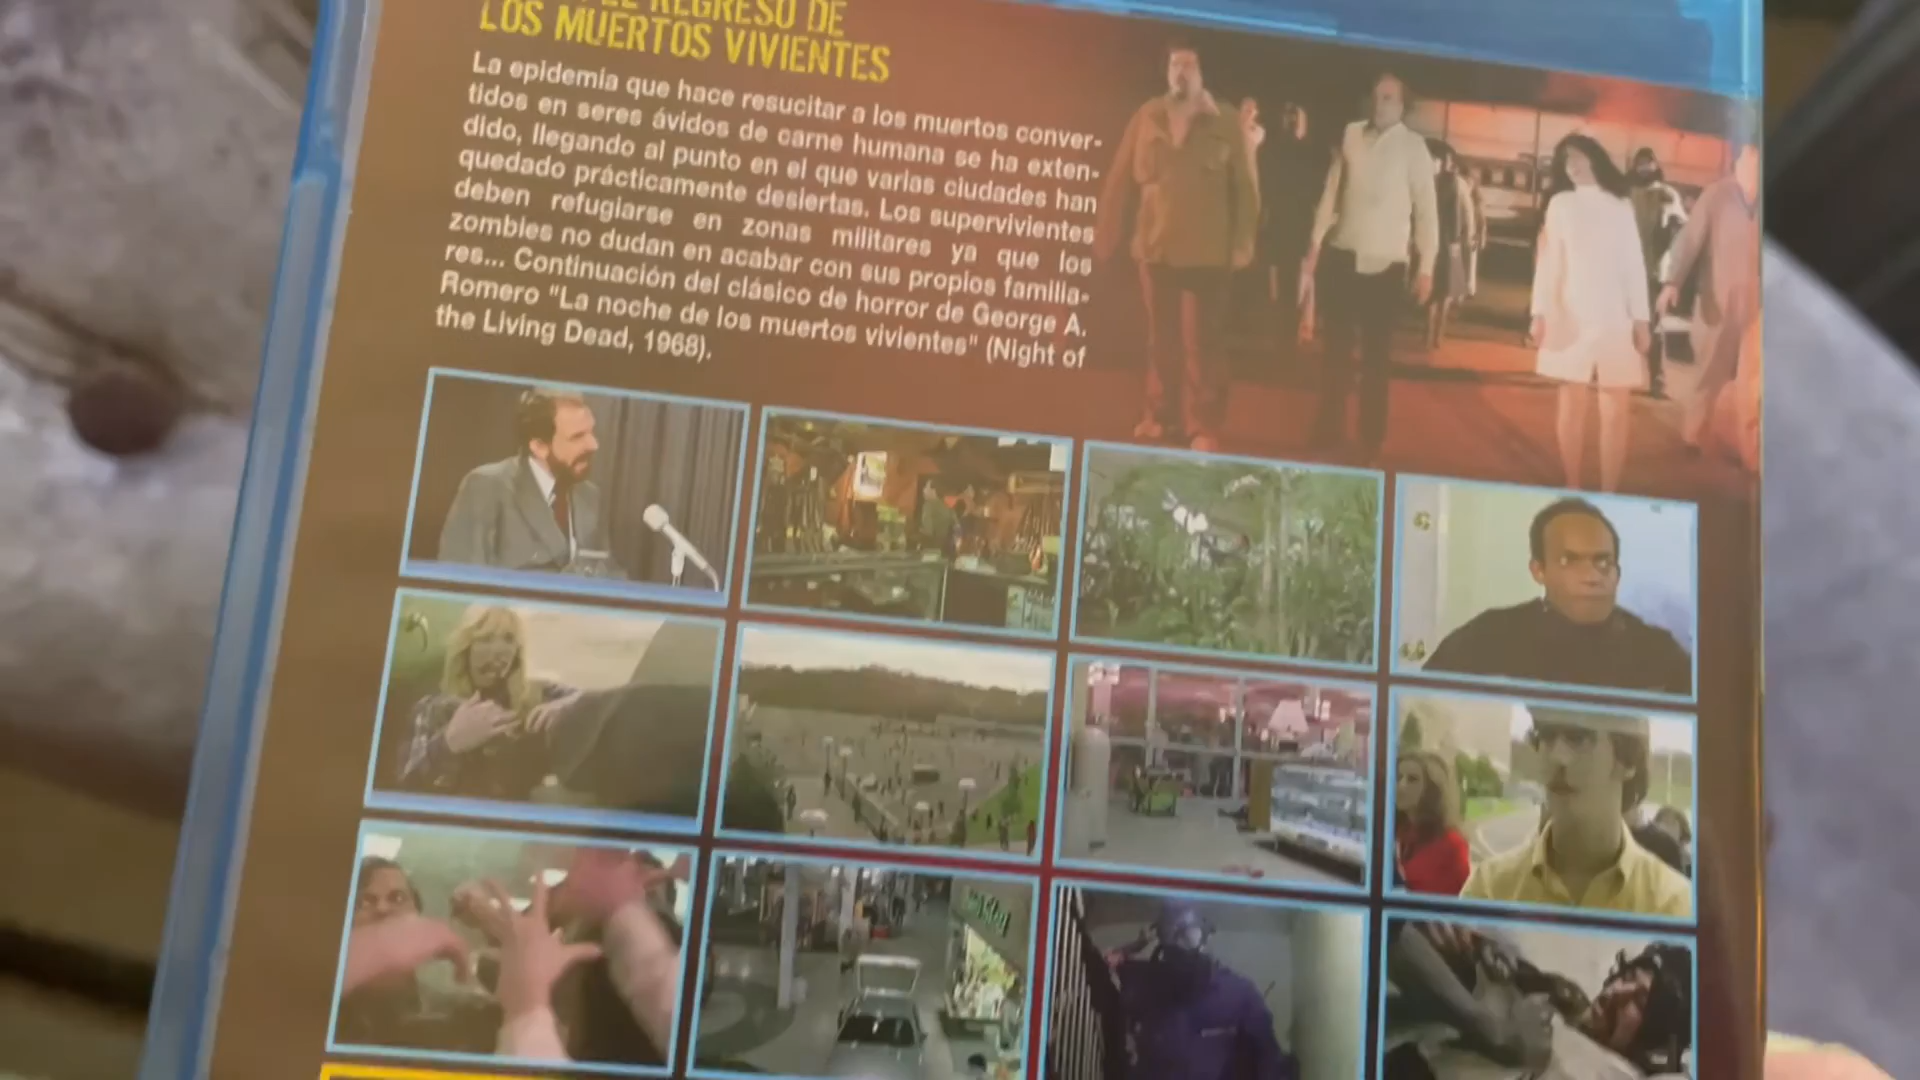 EL REGRESO DE
LOS MUERTOS VIVIENTES
La epidemia que hace resucitar a los muertos conver-
tidos en seres ávidos de carne humana se ha exten-
dido, llegando al punto en el que varias ciudades han
quedado prácticamente desiertas. Los supervivientes
deben refugiarse en zonas militares ya que los
zombies no dudan en acabar con sus propios familia-
res... Continuación del clásico de horror de George A.
Romero "La noche de los muertos vivientes" (Night of
the Living Dead, 1968).